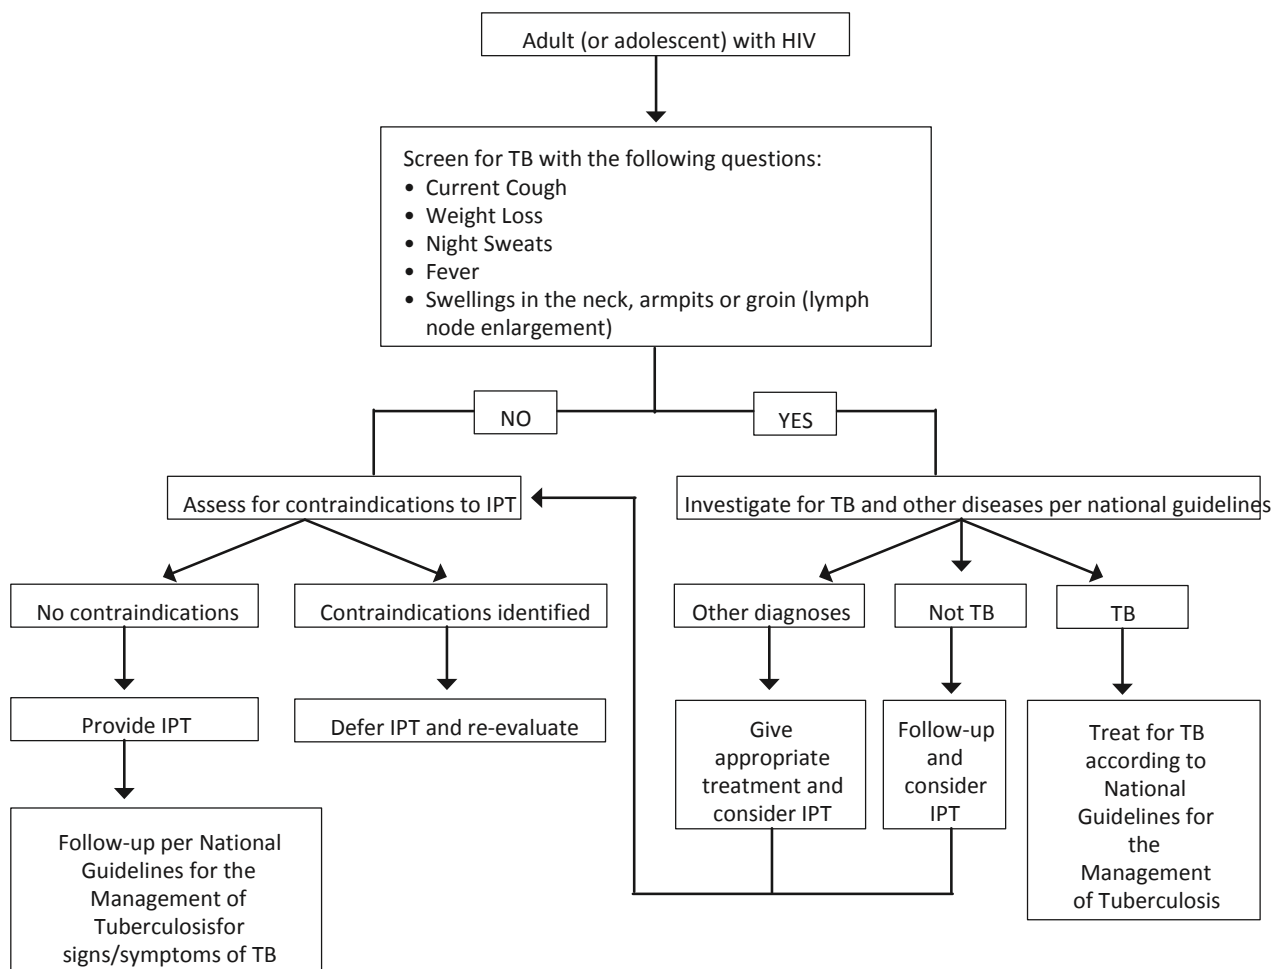 Adult (or adolescent) with HIV
Screen for TB with the following questions:
• Current Cough
• Weight Loss
• Night Sweats
• Fever
• Swellings in the neck, armpits or groin (lymph
node enlargement)
NO
YES
Assess for contraindications to IPT
Investigate for TB and other diseases per national guidelines
No contraindications
Contraindications identified
Other diagnoses
Not TB
TB
Provide IPT
Defer IPT and re-evaluate
Give
appropriate
treatment and
consider IPT
Follow-up
and
consider
IPT
Treat for TB
according to
National
Guidelines for
the
Management
of Tuberculosis
Follow-up per National
Guidelines for the
Management of
Tuberculosisfor
signs/symptoms of TB